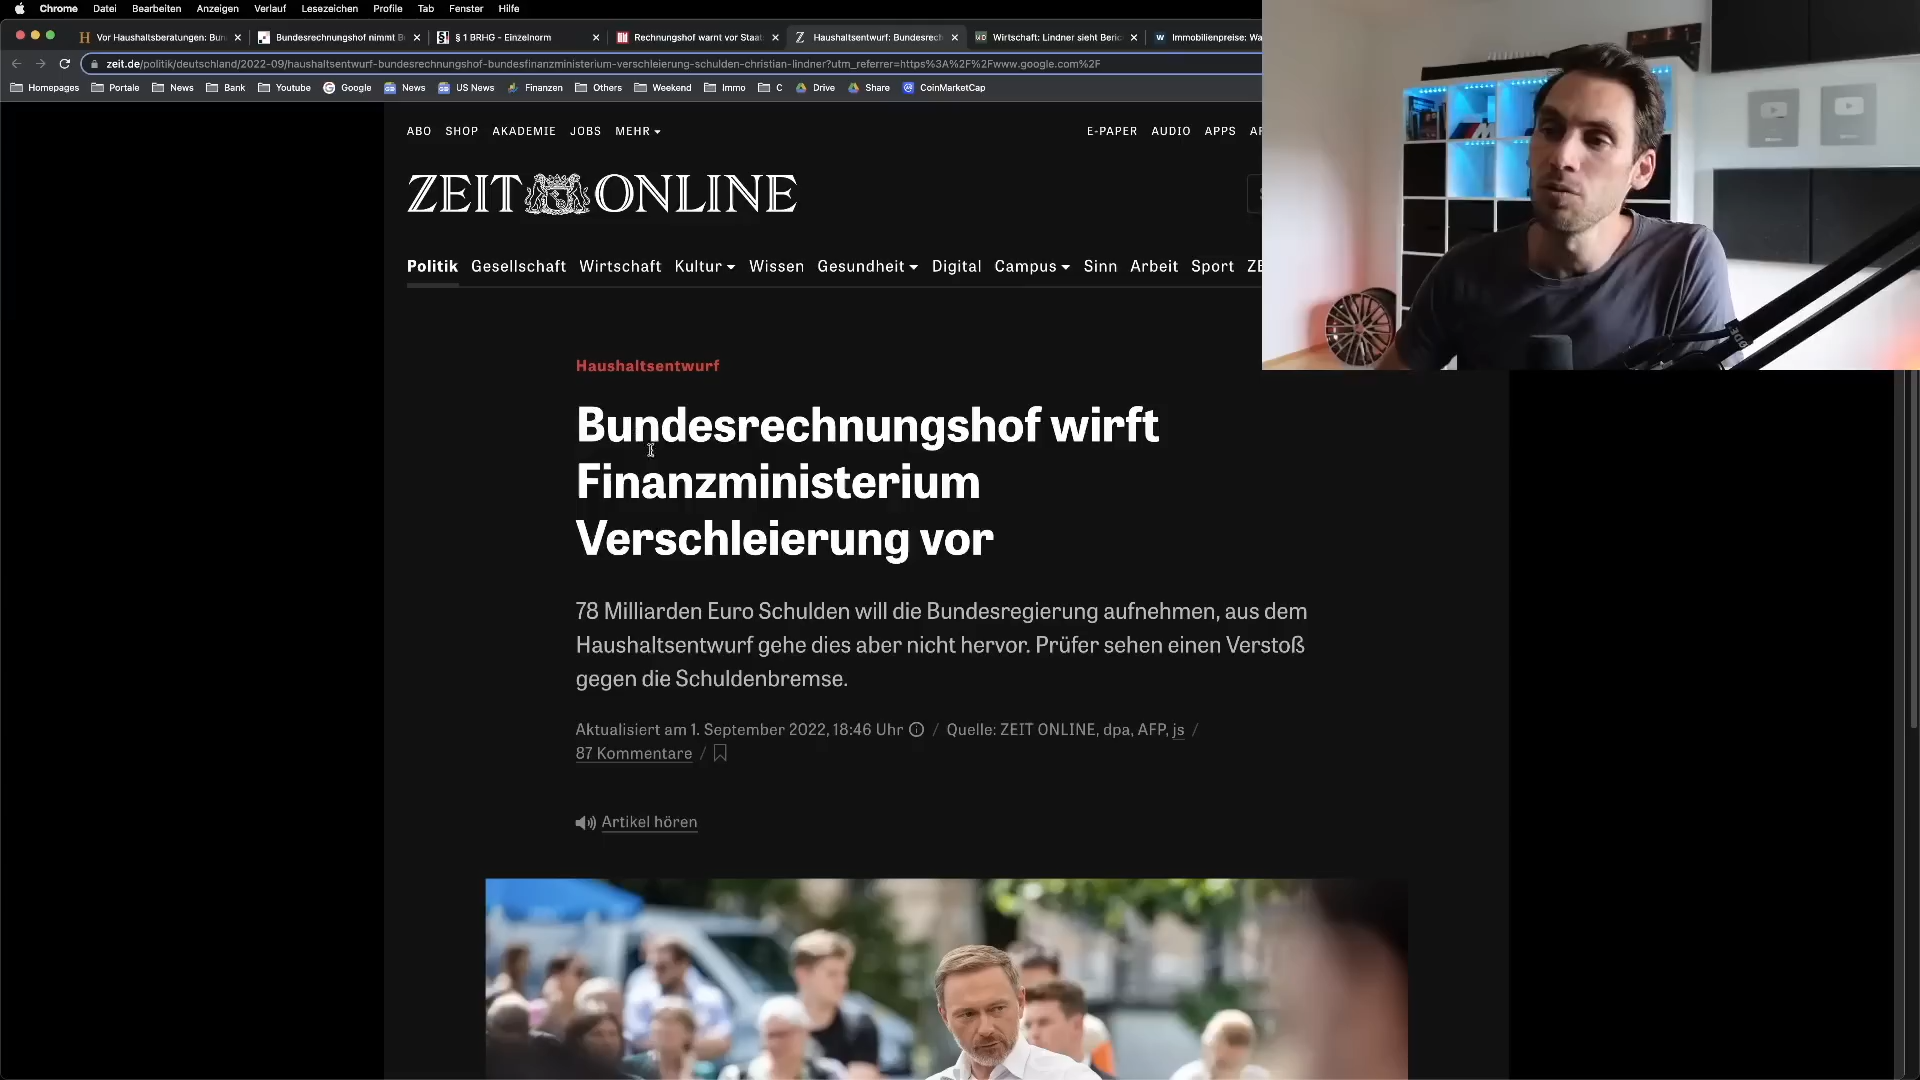 Chrome Datei Bearbeiten Anzeigen Verlauf Lesezeichen Profile Tab Fenster Hilfe
Vor Haushaltsberatungen: Bun Bundesrechnungshof nimmt B § 1 BRHG - Einzelnorm Rechnungshof warnt vor Staat Haushaltsentwurf: Bundesrech Wirtschaft: Lindner sieht Beric Immobilienpreise: Wa
zeit.de/politik/deutschland/2022-09/haushaltsentwurf-bundesrechnungshof-bundesfinanzministerium-verschleierung-schulden-christian-lindner?utm_referrer=https%3A%2F%2Fwww.google.com%2F
Homepages Portale News Bank Youtube Google News US News Finanzen Others Weekend Immo C Drive Share CoinMarketCap
ABO SHOP AKADEMIE JOBS MEHR E-PAPER AUDIO APPS
ZEIT ONLINE
Politik Gesellschaft Wirtschaft Kultur Wissen Gesundheit Digital Campus Sinn Arbeit Sport ZE
Haushaltsentwurf
Bundesrechnungshof wirft
Finanzministerium
Verschleierung vor
78 Milliarden Euro Schulden will die Bundesregierung aufnehmen, aus dem
Haushaltsentwurf gehe dies aber nicht hervor. Prüfer sehen einen Verstoß
gegen die Schuldenbremse.
Aktualisiert am 1. September 2022, 18:46 Uhr / Quelle: ZEIT ONLINE, dpa, AFP, js /
87 Kommentare /
Artikel hören